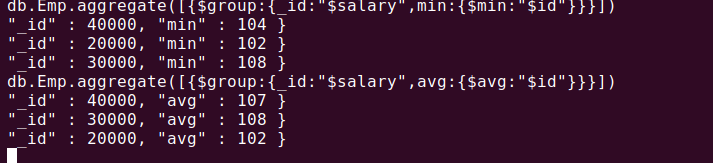 db.Emp.aggregate([{$group:{_id:"$salary",min:{$min:"$id"}}}])
"_id" : 40000, "min" : 104 }
"_id" : 20000, "min" : 102 }
"_id" : 30000, "min" : 108 }
db.Emp.aggregate([{$group:{_id:"$salary",avg:{$avg:"$id"}}}])
"_id" : 40000, "avg" : 107 }
"_id" : 30000, "avg" : 108 }
"_id" : 20000, "avg" : 102 }